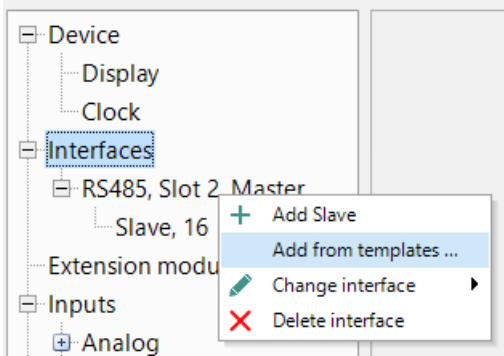 Device
Display
Clock
Interfaces
RS485, Slot 2, Master
Slave, 16
Add Slave
Add from templates ...
Extension modu
Change interface
Inputs
Delete interface
Analog